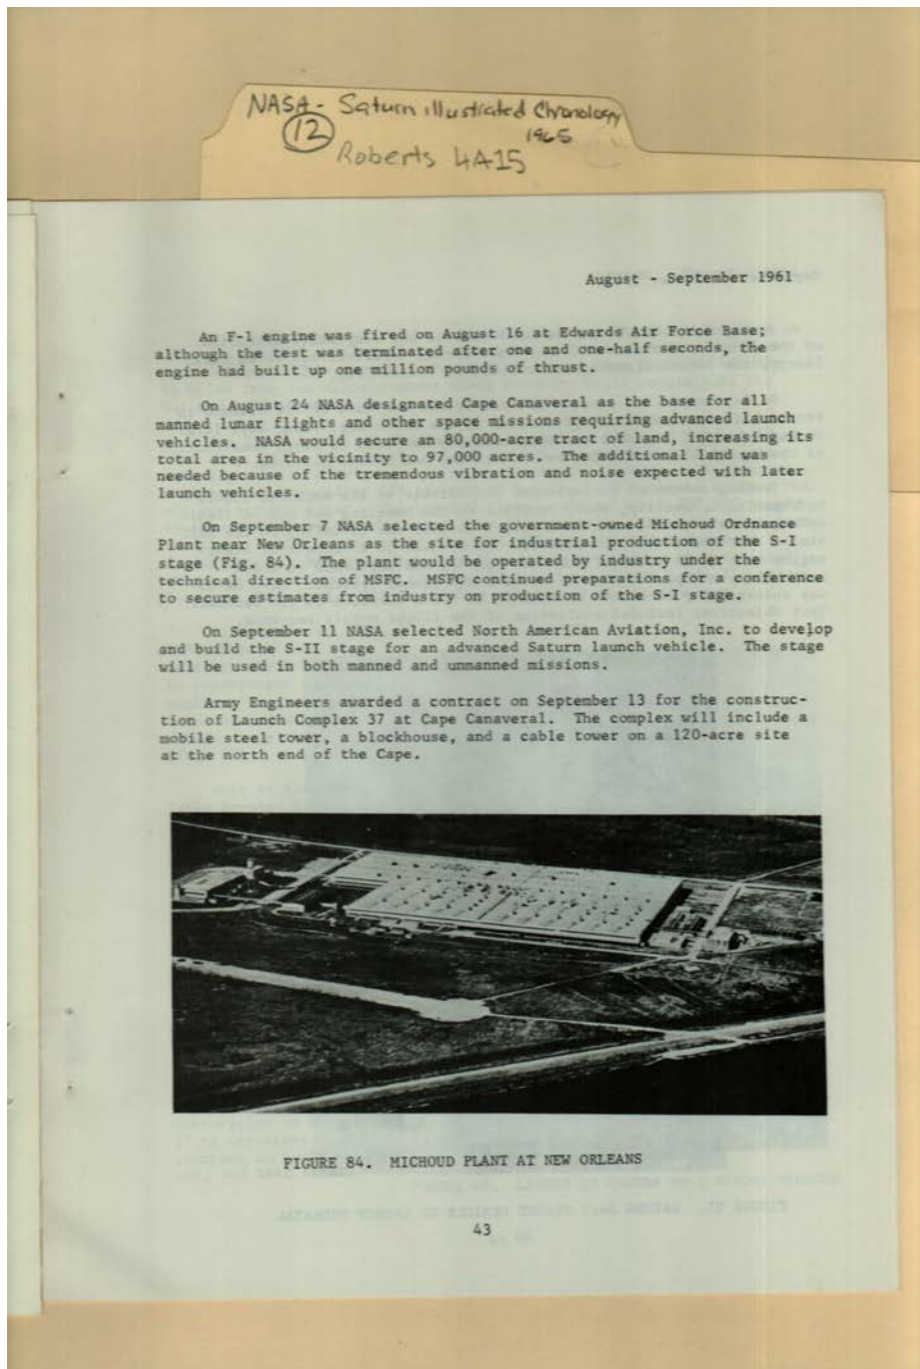 NASA - Saturn illustrated Chronology
12
1965
Roberts 4A15
August - September 1961
An F-1 engine was fired on August 16 at Edwards Air Force Base;
although the test was terminated after one and one-half seconds, the
engine had built up one million pounds of thrust.
On August 24 NASA designated Cape Canaveral as the base for all
manned lunar flights and other space missions requiring advanced launch
vehicles. NASA would secure an 80,000-acre tract of land, increasing its
total area in the vicinity to 97,000 acres. The additional land was
needed because of the tremendous vibration and noise expected with later
launch vehicles.
On September 7 NASA selected the government-owned Michoud Ordnance
Plant near New Orleans as the site for industrial production of the S-I
stage (Fig. 84). The plant would be operated by industry under the
technical direction of MSFC. MSFC continued preparations for a conference
to secure estimates from industry on production of the S-I stage.
On September 11 NASA selected North American Aviation, Inc. to develop
and build the S-II stage for an advanced Saturn launch vehicle. The stage
will be used in both manned and unmanned missions.
Army Engineers awarded a contract on September 13 for the construc-
tion of Launch Complex 37 at Cape Canaveral. The complex will include a
mobile steel tower, a blockhouse, and a cable tower on a 120-acre site
at the north end of the Cape.
FIGURE 84. MICHOUD PLANT AT NEW ORLEANS
43